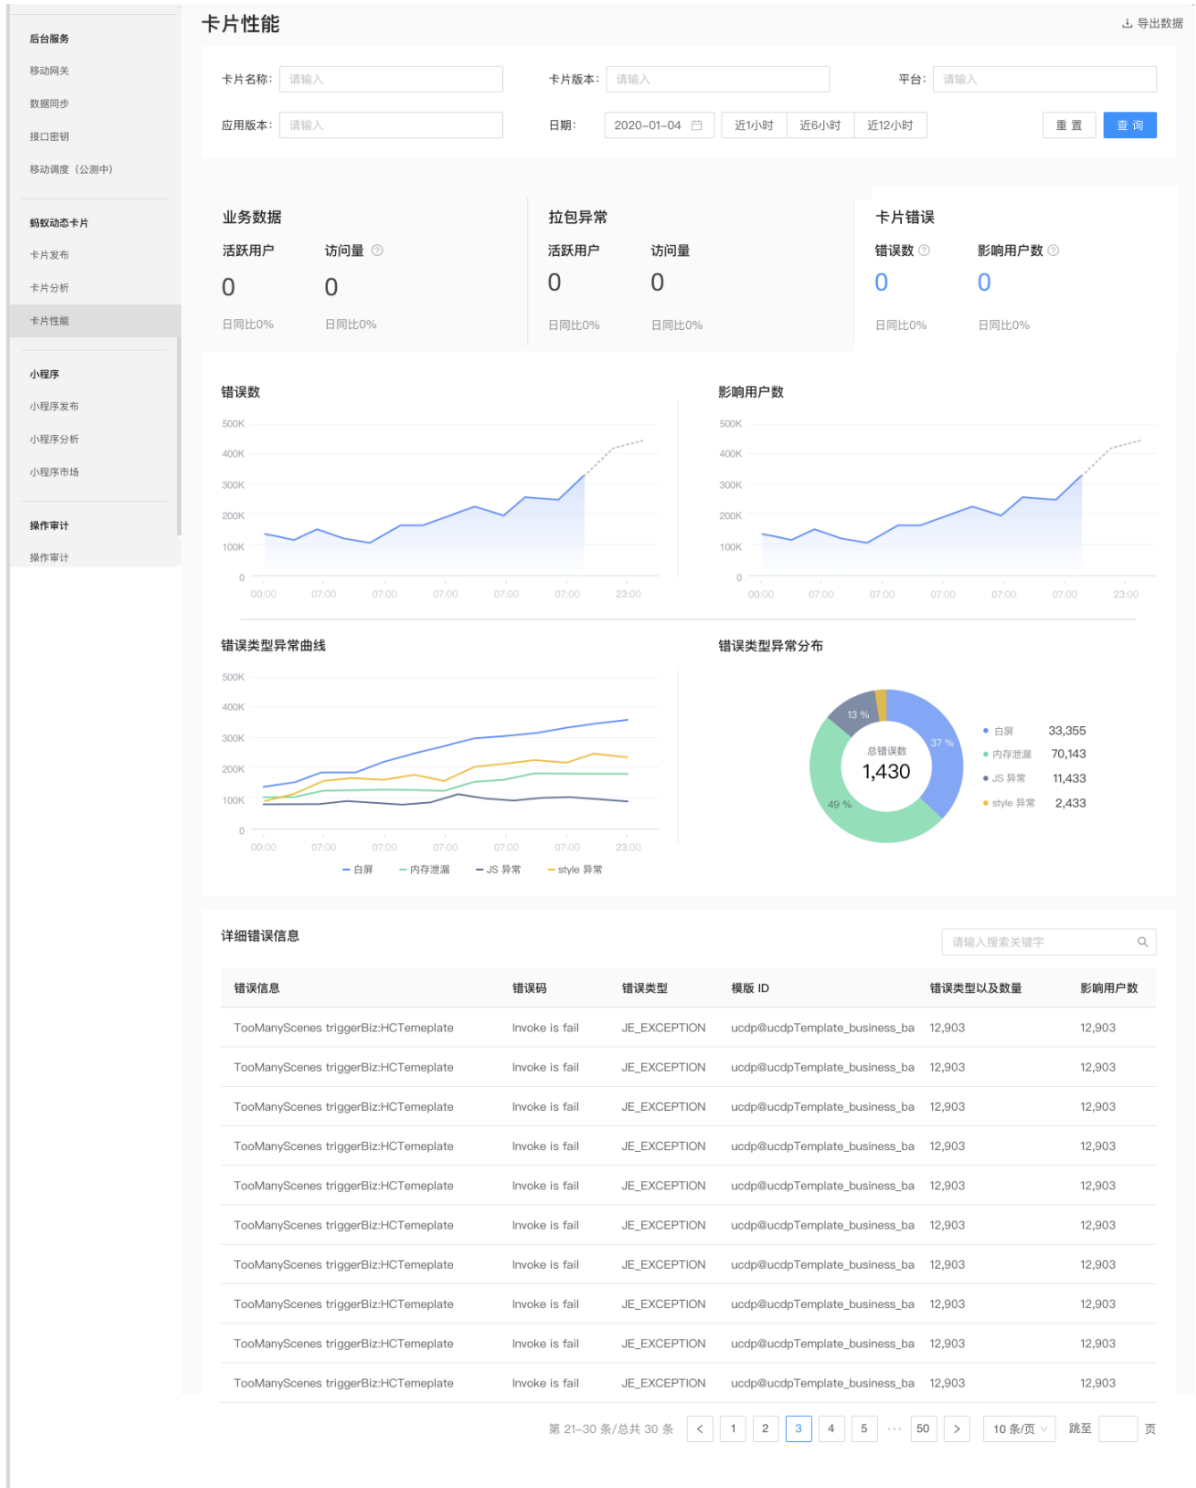 后台服务
移动网关
数据同步
接口密钥
移动调度（公测中）
蚂蚁动态卡片
卡片发布
卡片分析
卡片性能
小程序
小程序发布
小程序分析
小程序市场
操作审计
操作审计
卡片性能
导出数据
卡片名称： 请输入 卡片版本： 请输入 平台： 请输入
应用版本： 请输入 日期： 2020-01-04 近1小时 近6小时 近12小时 重 置 查 询
业务数据 拉包异常 卡片错误
活跃用户 访问量 活跃用户 访问量 错误数 影响用户数
0 0 0 0 0 0
日同比0% 日同比0% 日同比0% 日同比0% 日同比0% 日同比0%
错误数
500K
400K
300K
200K
100K
0
00:00 07:00 07:00 07:00 07:00 07:00 23:00
影响用户数
500K
400K
300K
200K
100K
0
00:00 07:00 07:00 07:00 07:00 07:00 23:00
错误类型异常曲线
500K
400K
300K
200K
100K
0
00:00 07:00 07:00 07:00 07:00 07:00 23:00
白屏 内存泄漏 JS 异常 style 异常
错误类型异常分布
13 %
37 %
49 %
总错误数
1,430
白屏 33,355
内存泄漏 70,143
JS 异常 11,433
style 异常 2,433
详细错误信息
请输入搜索关键字
错误信息 错误码 错误类型 模版 ID 错误类型以及数量 影响用户数
TooManyScenes triggerBiz:HCTemeplate Invoke is fail JE_EXCEPTION ucdp@ucdpTemplate_business_ba 12,903 12,903
TooManyScenes triggerBiz:HCTemeplate Invoke is fail JE_EXCEPTION ucdp@ucdpTemplate_business_ba 12,903 12,903
TooManyScenes triggerBiz:HCTemeplate Invoke is fail JE_EXCEPTION ucdp@ucdpTemplate_business_ba 12,903 12,903
TooManyScenes triggerBiz:HCTemeplate Invoke is fail JE_EXCEPTION ucdp@ucdpTemplate_business_ba 12,903 12,903
TooManyScenes triggerBiz:HCTemeplate Invoke is fail JE_EXCEPTION ucdp@ucdpTemplate_business_ba 12,903 12,903
TooManyScenes triggerBiz:HCTemeplate Invoke is fail JE_EXCEPTION ucdp@ucdpTemplate_business_ba 12,903 12,903
TooManyScenes triggerBiz:HCTemeplate Invoke is fail JE_EXCEPTION ucdp@ucdpTemplate_business_ba 12,903 12,903
TooManyScenes triggerBiz:HCTemeplate Invoke is fail JE_EXCEPTION ucdp@ucdpTemplate_business_ba 12,903 12,903
TooManyScenes triggerBiz:HCTemeplate Invoke is fail JE_EXCEPTION ucdp@ucdpTemplate_business_ba 12,903 12,903
TooManyScenes triggerBiz:HCTemeplate Invoke is fail JE_EXCEPTION ucdp@ucdpTemplate_business_ba 12,903 12,903
第 21-30 条/总共 30 条 < 1 2 3 4 5 ··· 50 > 10 条/页 跳至 页